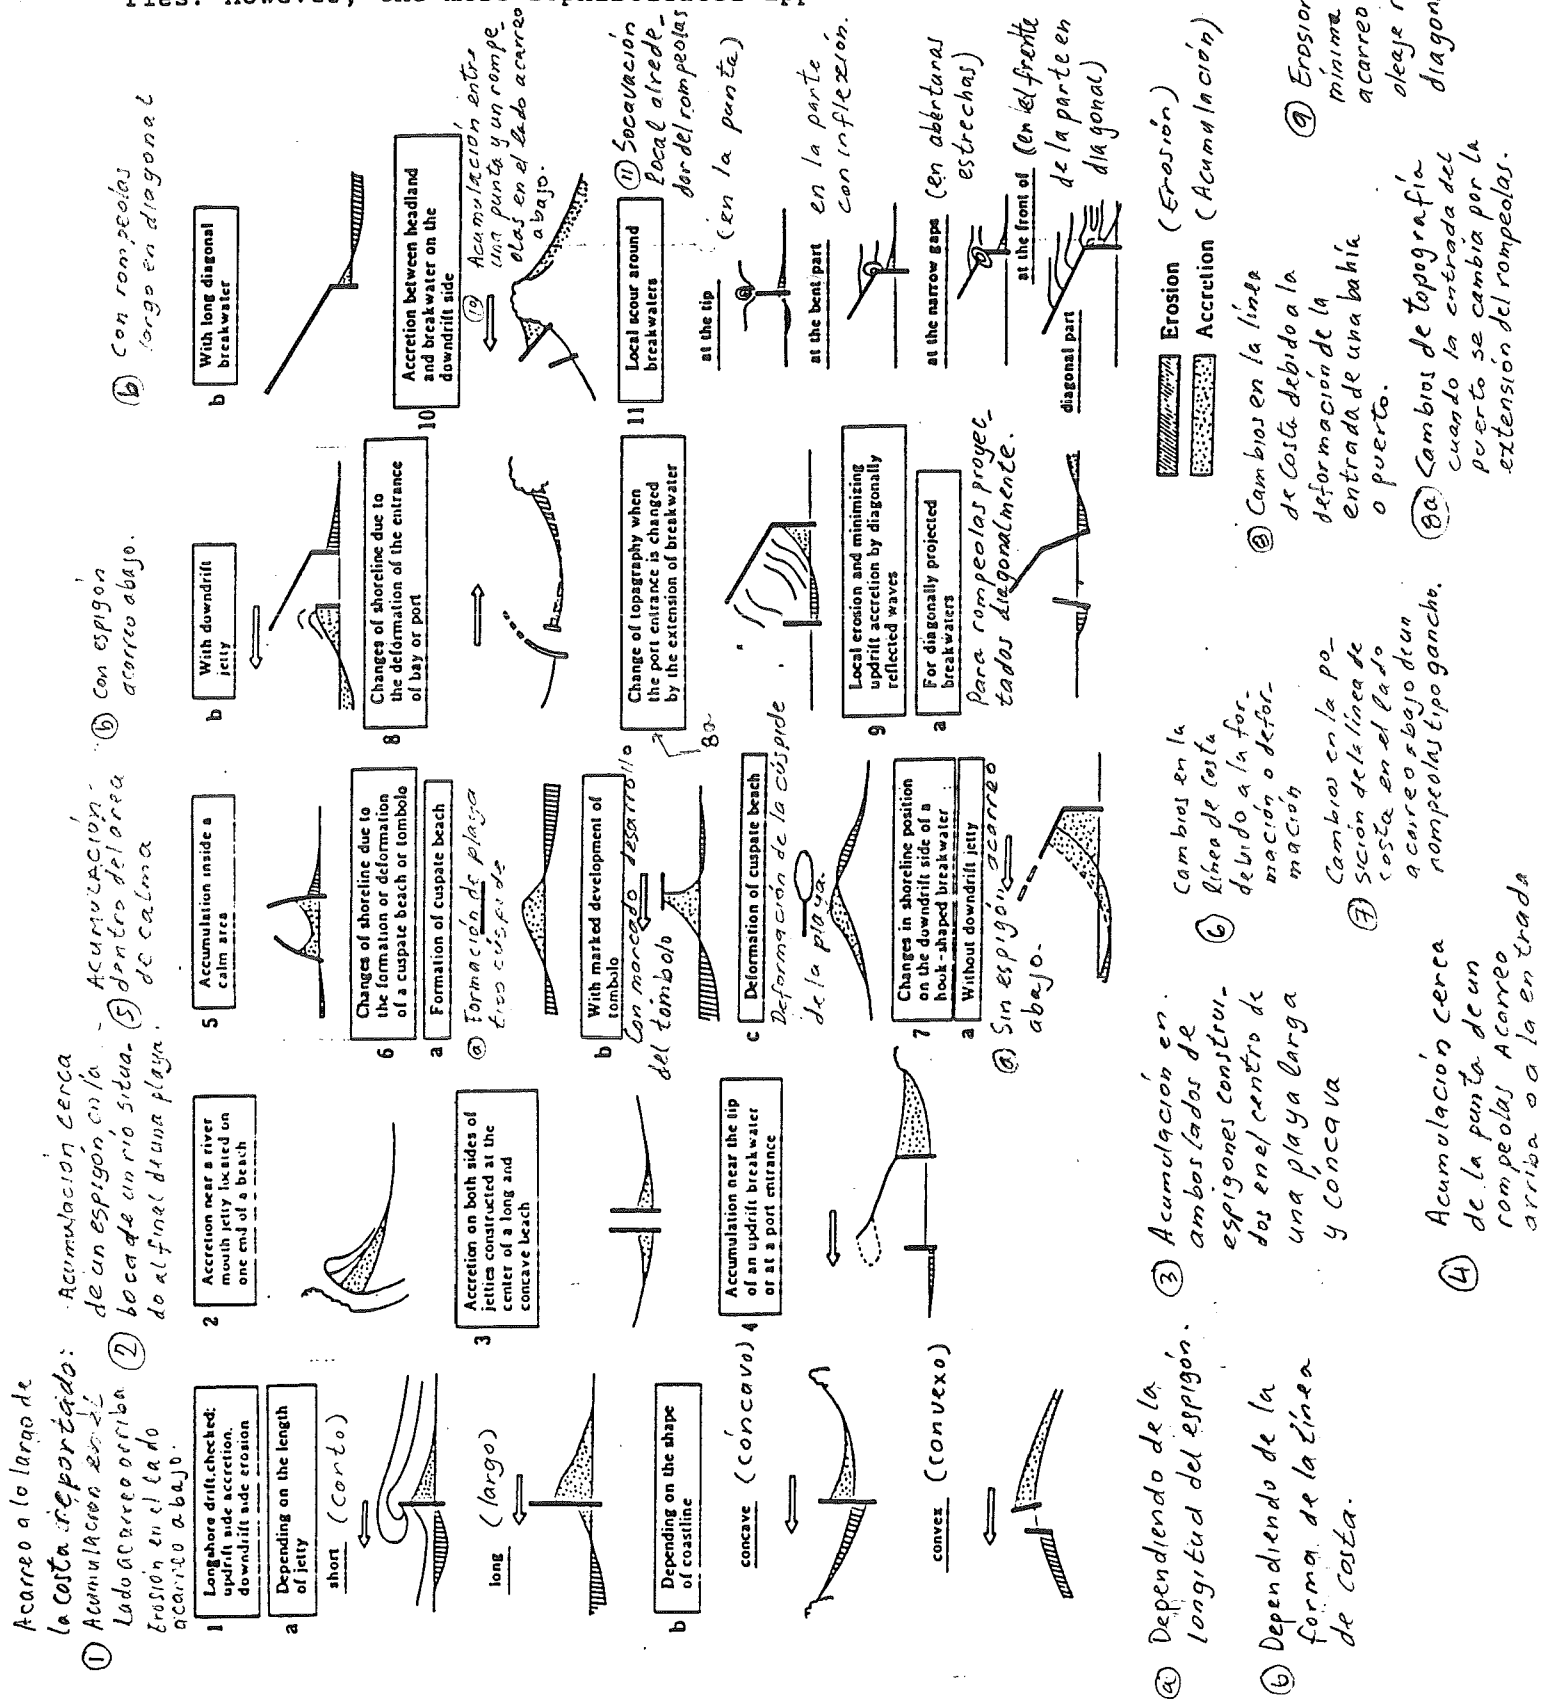 ries. However, the more sophisticated app
Acarreo a lo largo de
la costa reportado:
① Acumulación en el
Lado acarreo arriba
Erosión en el lado
acarreo abajo.
1 Longshore drift checked:
updrift side accretion,
downdrift side erosion
a Depending on the length
of jetty
short (corto)
long (largo)
b Depending on the shape
of coastline
concave (cóncavo)
convex (convexo)
ⓐ Dependiendo de la
longitud del espigón.
ⓑ Dependiendo de la
forma de la línea
de costa.
Acumulación cerca
de un espigón en la
② boca de un río situa-
do al final de una playa.
2 Accretion near a river
mouth jetty located on
one end of a beach
3 Accretion on both sides of
jetties constructed at the
center of a long and
concave beach
4 Accumulation near the tip
of an updrift breakwater
or at a port entrance
③ Acumulación en
ambos lados de
espigones construi-
dos en el centro de
una playa larga
y cóncava
④ Acumulación cerca
de la punta de un
rompeolas Acarreo
arriba o a la entrada
Acumulación
⑤ dentro del área
de calma
5 Accumulation inside a
calm area
6 Changes of shoreline due to
the formation or deformation
of a cuspate beach or tombolo
a Formation of cuspate beach
ⓐ Formación de playa
tipo cúspide
b With marked development of
tombolo
Con marcado desarrollo
del tómbolo
c Deformation of cuspate beach
Deformación de la cúspide
de la playa.
7 Changes in shoreline position
on the downdrift side of a
hook-shaped breakwater
a Without downdrift jetty
ⓐ Sin espigón acarreo
abajo.
⑥ Cambios en la
línea de costa
debido a la for-
mación o defor-
mación
⑦ Cambios en la po-
sición de la línea de
costa en el lado
acarreo abajo de un
rompeolas tipo gancho.
ⓑ Con espigón
acarreo abajo.
b With downdrift
jetty
8 Changes of shoreline due to
the deformation of the entrance
of bay or port
Change of topagraphy when
the port entrance is changed
by the extension of breakwater
8a
9 Local erosion and minimizing
updrift accretion by diagonally
reflected waves
a For diagonally projected
breakwaters
Para rompeolas proyec-
tados diagonalmente.
⑧ Cambios en la línea
de Costa debido a la
deformación de la
entrada de una bahía
o puerto.
8a Cambios de topografía
cuando la entrada del
puerto se cambia por la
extensión del rompeolas.
ⓑ Con rompeolas
largo en diagonal
b With long diagonal
breakwater
10 Accretion between headland
and breakwater on the
downdrift side
⑩ Acumulación entre
una punta y un rompe-
olas en el lado acarreo
abajo.
11 Local scour around
breakwaters
⑪ Socavación
local alrede-
dor del rompeolas
at the tip (en la punta)
at the bent part en la parte
con inflexión.
at the narrow gaps (en aberturas
estrechas)
at the front of (en el frente
diagonal part de la parte en
diagonal)
Erosion (Erosión)
Accretion (Acumulación)
⑨ Erosion
mínima
acarreo
oleaje r
diagon